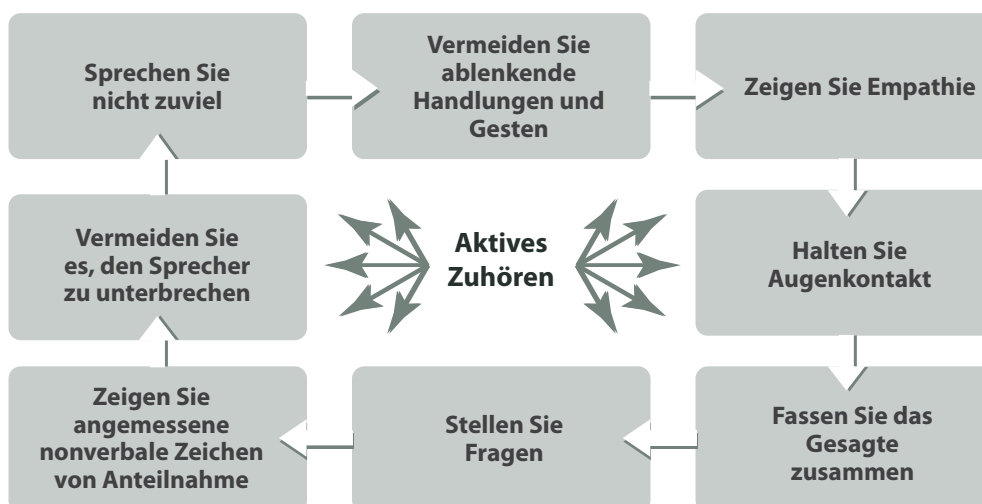 Sprechen Sie
nicht zuviel
Vermeiden Sie
ablenkende
Handlungen und
Gesten
Zeigen Sie Empathie
Vermeiden Sie
es, den Sprecher
zu unterbrechen
Aktives
Zuhören
Halten Sie
Augenkontakt
Zeigen Sie
angemessene
nonverbale Zeichen
von Anteilnahme
Stellen Sie
Fragen
Fassen Sie das
Gesagte
zusammen